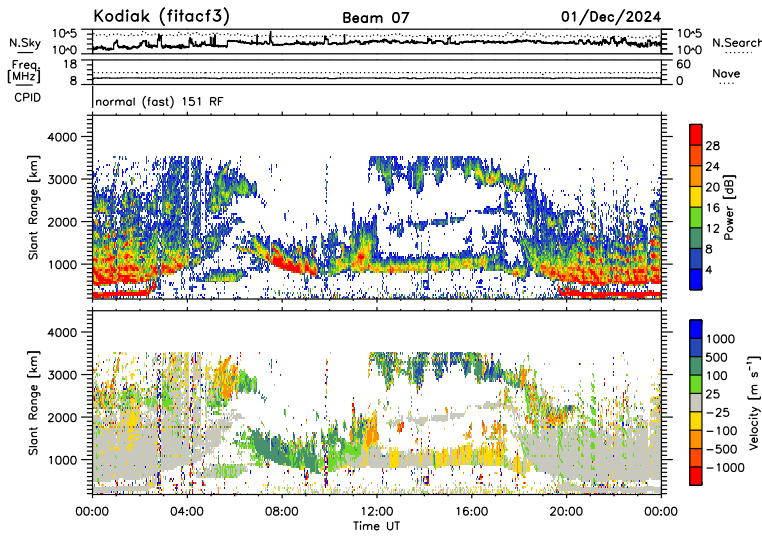 Kodiak (fitacf3) Beam 07 01/Dec/2024
N.Sky 10+5 10+0 10+5 10+0 N.Search
Freq. [MHz] 18 8 60 0 Nave
CPID normal (fast) 151 RF
Slant Range [km] 4000 3000 2000 1000
28 24 20 16 12 8 4 Power [dB]
Slant Range [km] 4000 3000 2000 1000
1000 500 100 25 -25 -100 -500 -1000 Velocity [m s⁻¹]
00:00 04:00 08:00 12:00 16:00 20:00 00:00
Time UT